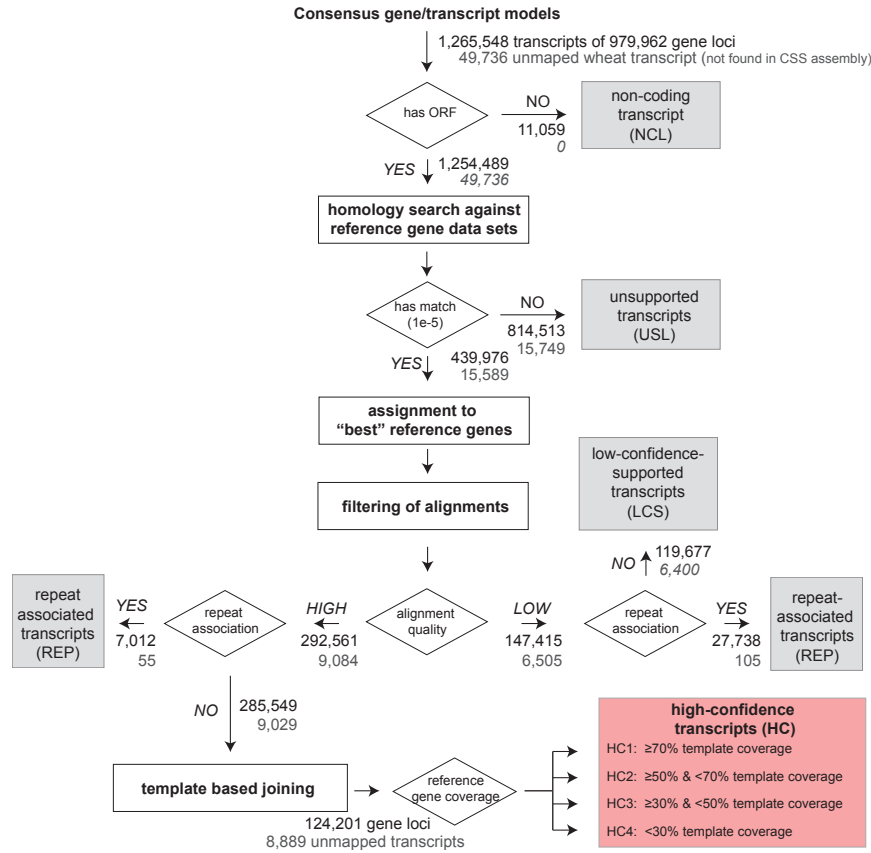 Consensus gene/transcript models
1,265,548 transcripts of 979,962 gene loci
49,736 unmaped wheat transcript (not found in CSS assembly)
has ORF
NO
11,059
0
non-coding
transcript
(NCL)
YES
1,254,489
49,736
homology search against
reference gene data sets
has match
(1e-5)
NO
814,513
15,749
unsupported
transcripts
(USL)
YES
439,976
15,589
assignment to
“best” reference genes
low-confidence-
supported
transcripts
(LCS)
filtering of alignments
NO
119,677
6,400
repeat
associated
transcripts
(REP)
YES
7,012
55
repeat
association
HIGH
292,561
9,084
alignment
quality
LOW
147,415
6,505
repeat
association
YES
27,738
105
repeat-
associated
transcripts
(REP)
NO
285,549
9,029
template based joining
124,201 gene loci
8,889 unmapped transcripts
reference
gene coverage
high-confidence
transcripts (HC)
HC1: ≥70% template coverage
HC2: ≥50% & <70% template coverage
HC3: ≥30% & <50% template coverage
HC4: <30% template coverage